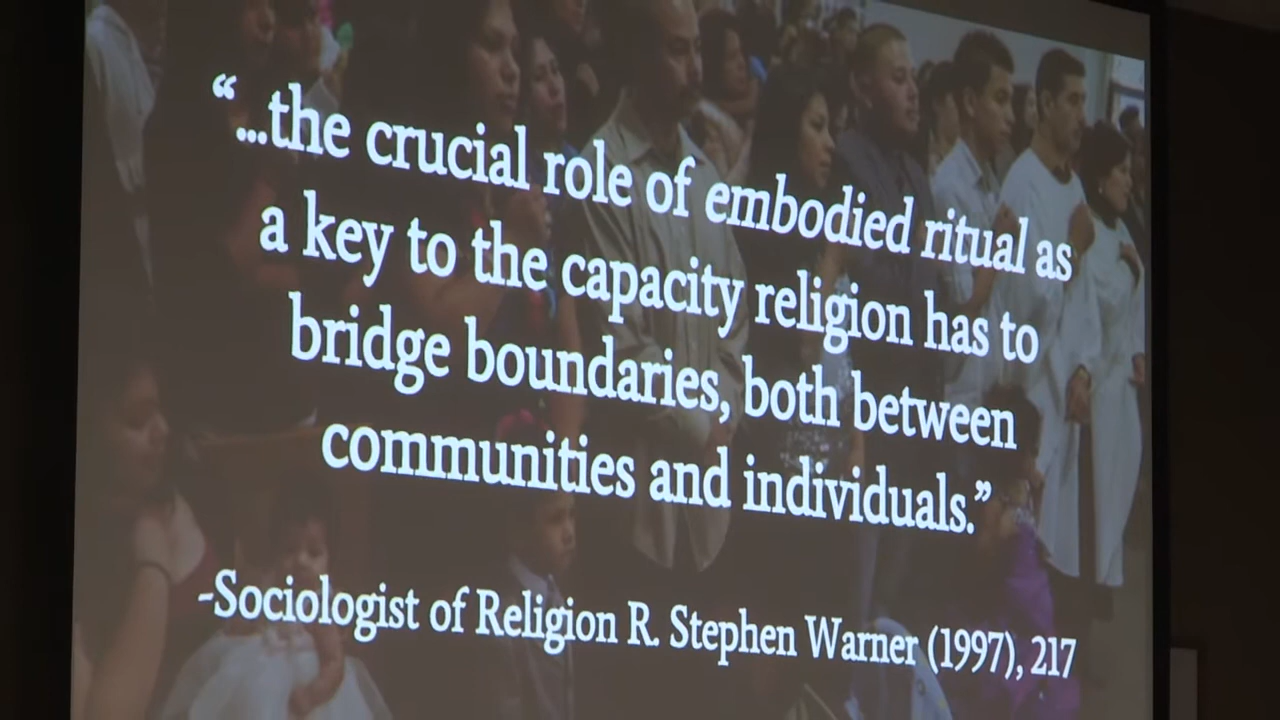 “...the crucial role of embodied ritual as
a key to the capacity religion has to
bridge boundaries, both between
communities and individuals.”
-Sociologist of Religion R. Stephen Warner (1997), 217